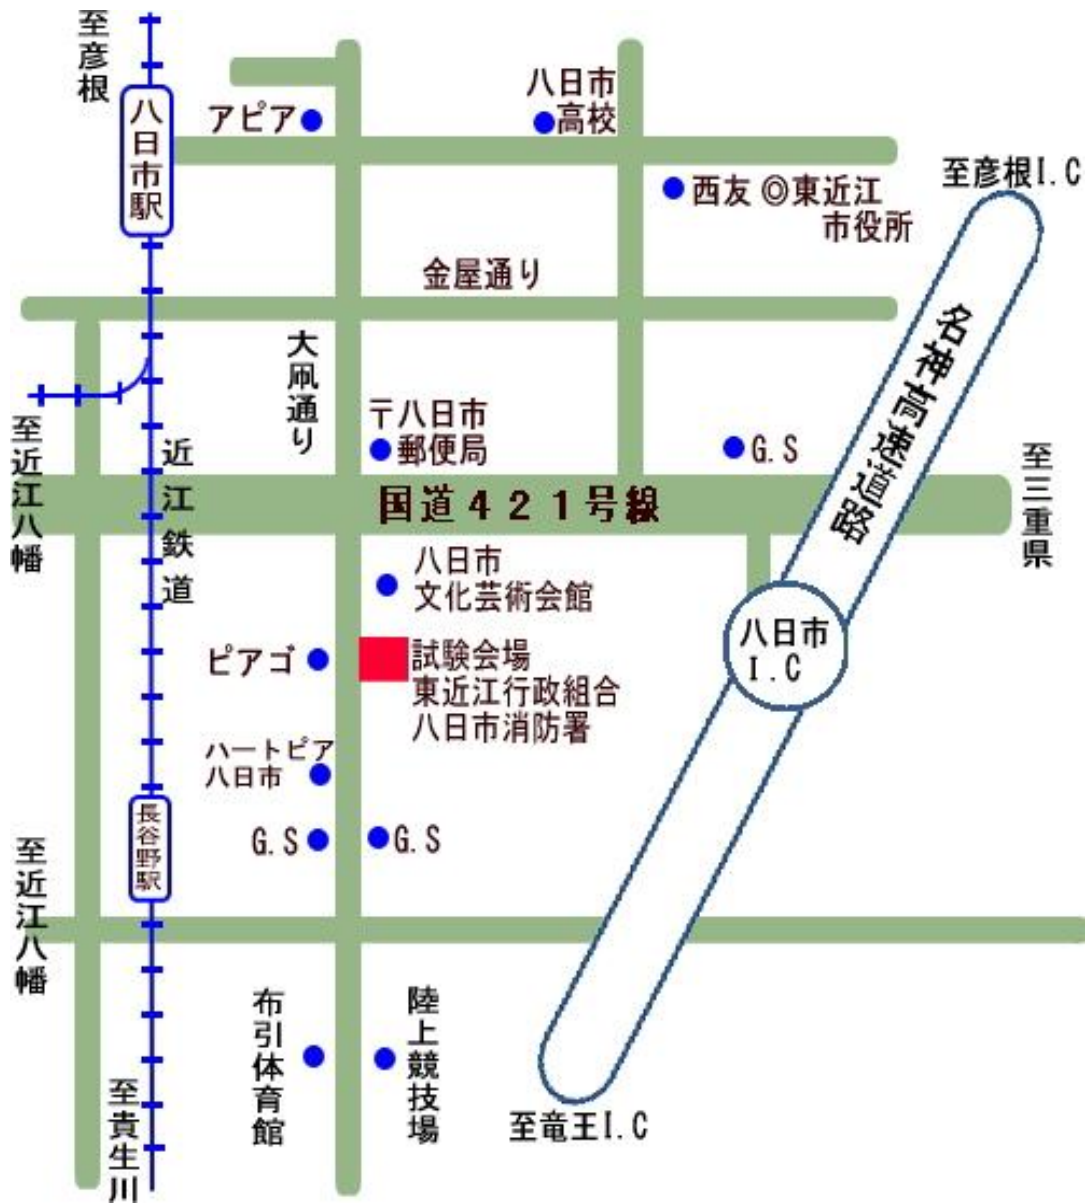 至彦根
八日市駅
アピア
八日市
高校
至彦根I.C
西友 ◎東近江
市役所
金屋通り
名神高速道路
大凧通り
〒八日市
郵便局
G.S
至近江八幡
近江鉄道
国道421号線
至三重県
八日市
文化芸術会館
八日市
I.C
ピアゴ
試験会場
東近江行政組合
八日市消防署
ハートピア
八日市
長谷野駅
G.S
G.S
至近江八幡
布引体育館
陸上競技場
至貴生川
至竜王I.C